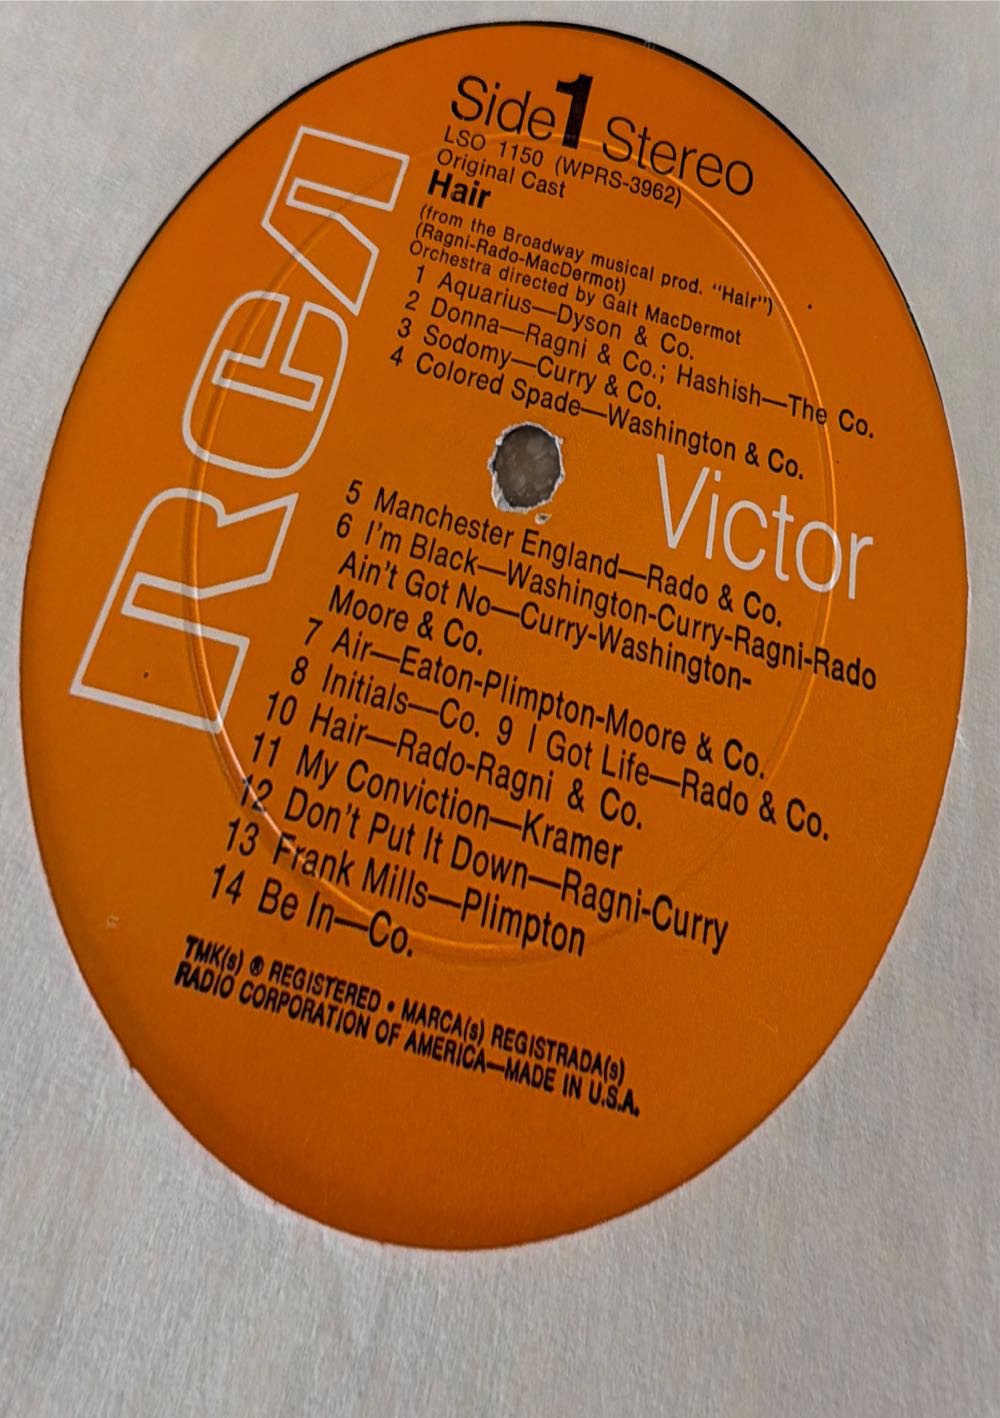 RCA
Side 1 Stereo
LSO 1150 (WPRS-3962)
Original Cast
Hair
(from the Broadway musical prod. "Hair")
(Ragni-Rado-MacDermot)
Orchestra directed by Galt MacDermot
1 Aquarius—Dyson & Co.
2 Donna—Ragni & Co.; Hashish—The Co.
3 Sodomy—Curry & Co.
4 Colored Spade—Washington & Co.
Victor
5 Manchester England—Rado & Co.
6 I'm Black—Washington-Curry-Ragni-Rado
Ain't Got No—Curry-Washington-
Moore & Co.
7 Air—Eaton-Plimpton-Moore & Co.
8 Initials—Co. 9 I Got Life—Rado & Co.
10 Hair—Rado-Ragni & Co.
11 My Conviction—Kramer
12 Don't Put It Down—Ragni-Curry
13 Frank Mills—Plimpton
14 Be In—Co.
TMK(s) ® REGISTERED • MARCA(s) REGISTRADA(s)
RADIO CORPORATION OF AMERICA—MADE IN U.S.A.